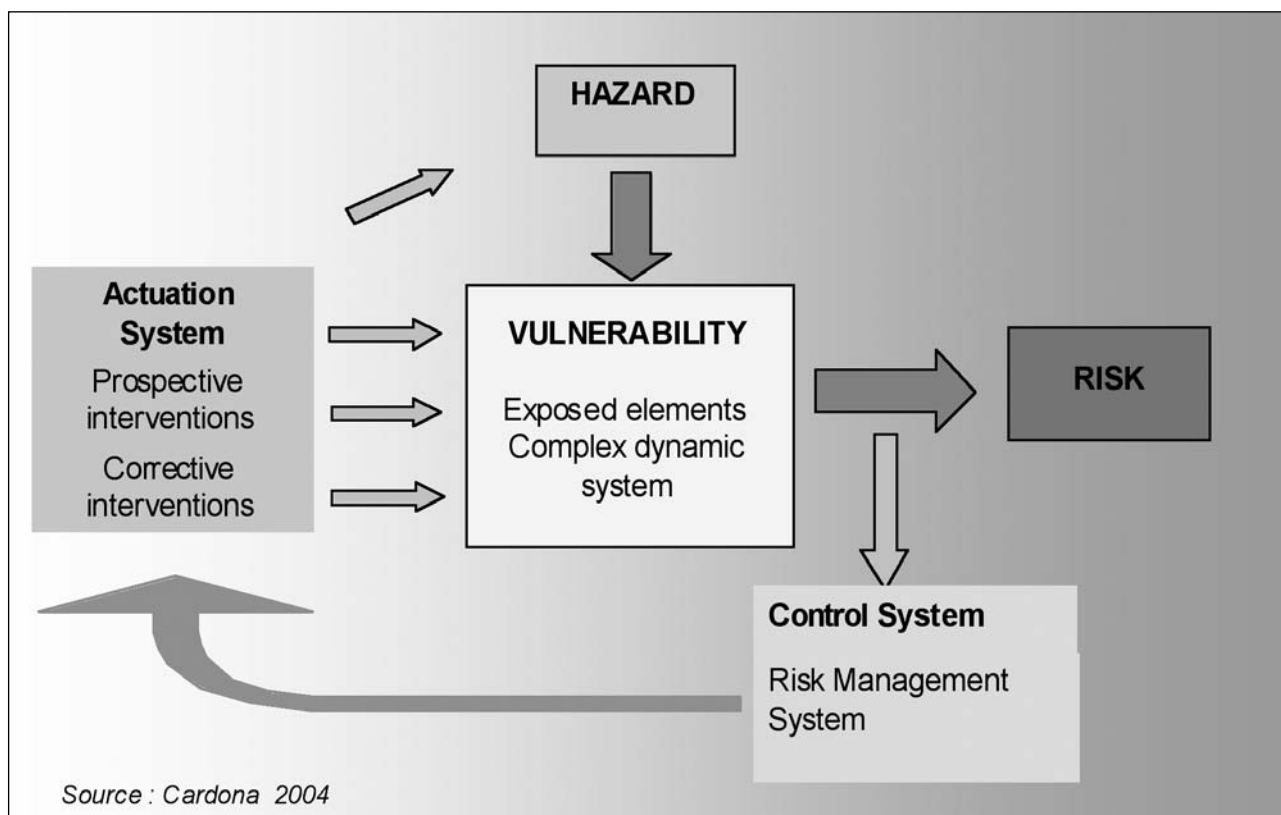 HAZARD
Actuation
System
Prospective
interventions
Corrective
interventions
VULNERABILITY
Exposed elements
Complex dynamic
system
RISK
Control System
Risk Management
System
Source : Cardona 2004